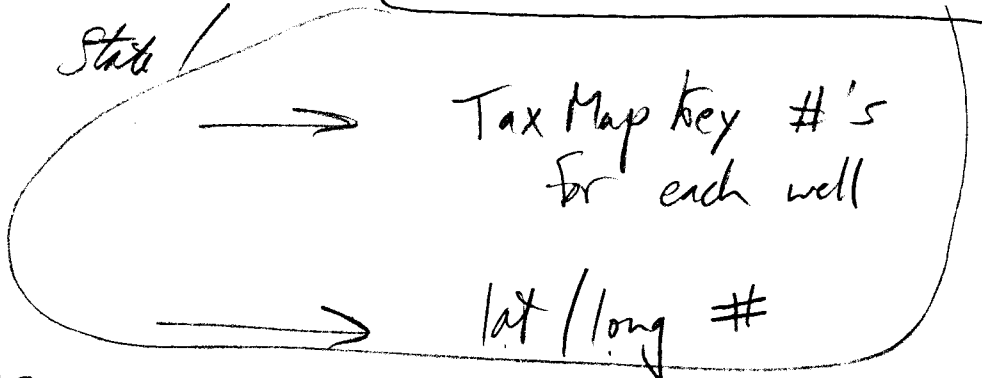 State /
→ Tax Map Key #'s
for each well
→ lat/long #